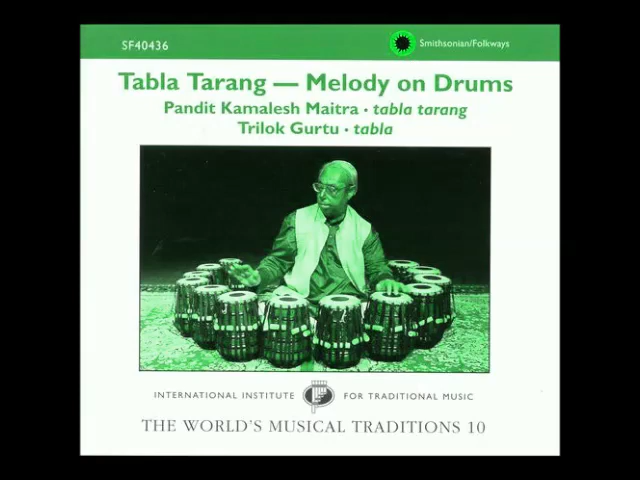 SF40436
Smithsonian/Folkways
Tabla Tarang — Melody on Drums
Pandit Kamalesh Maitra · tabla tarang
Trilok Gurtu · tabla
INTERNATIONAL INSTITUTE FOR TRADITIONAL MUSIC
THE WORLD'S MUSICAL TRADITIONS 10